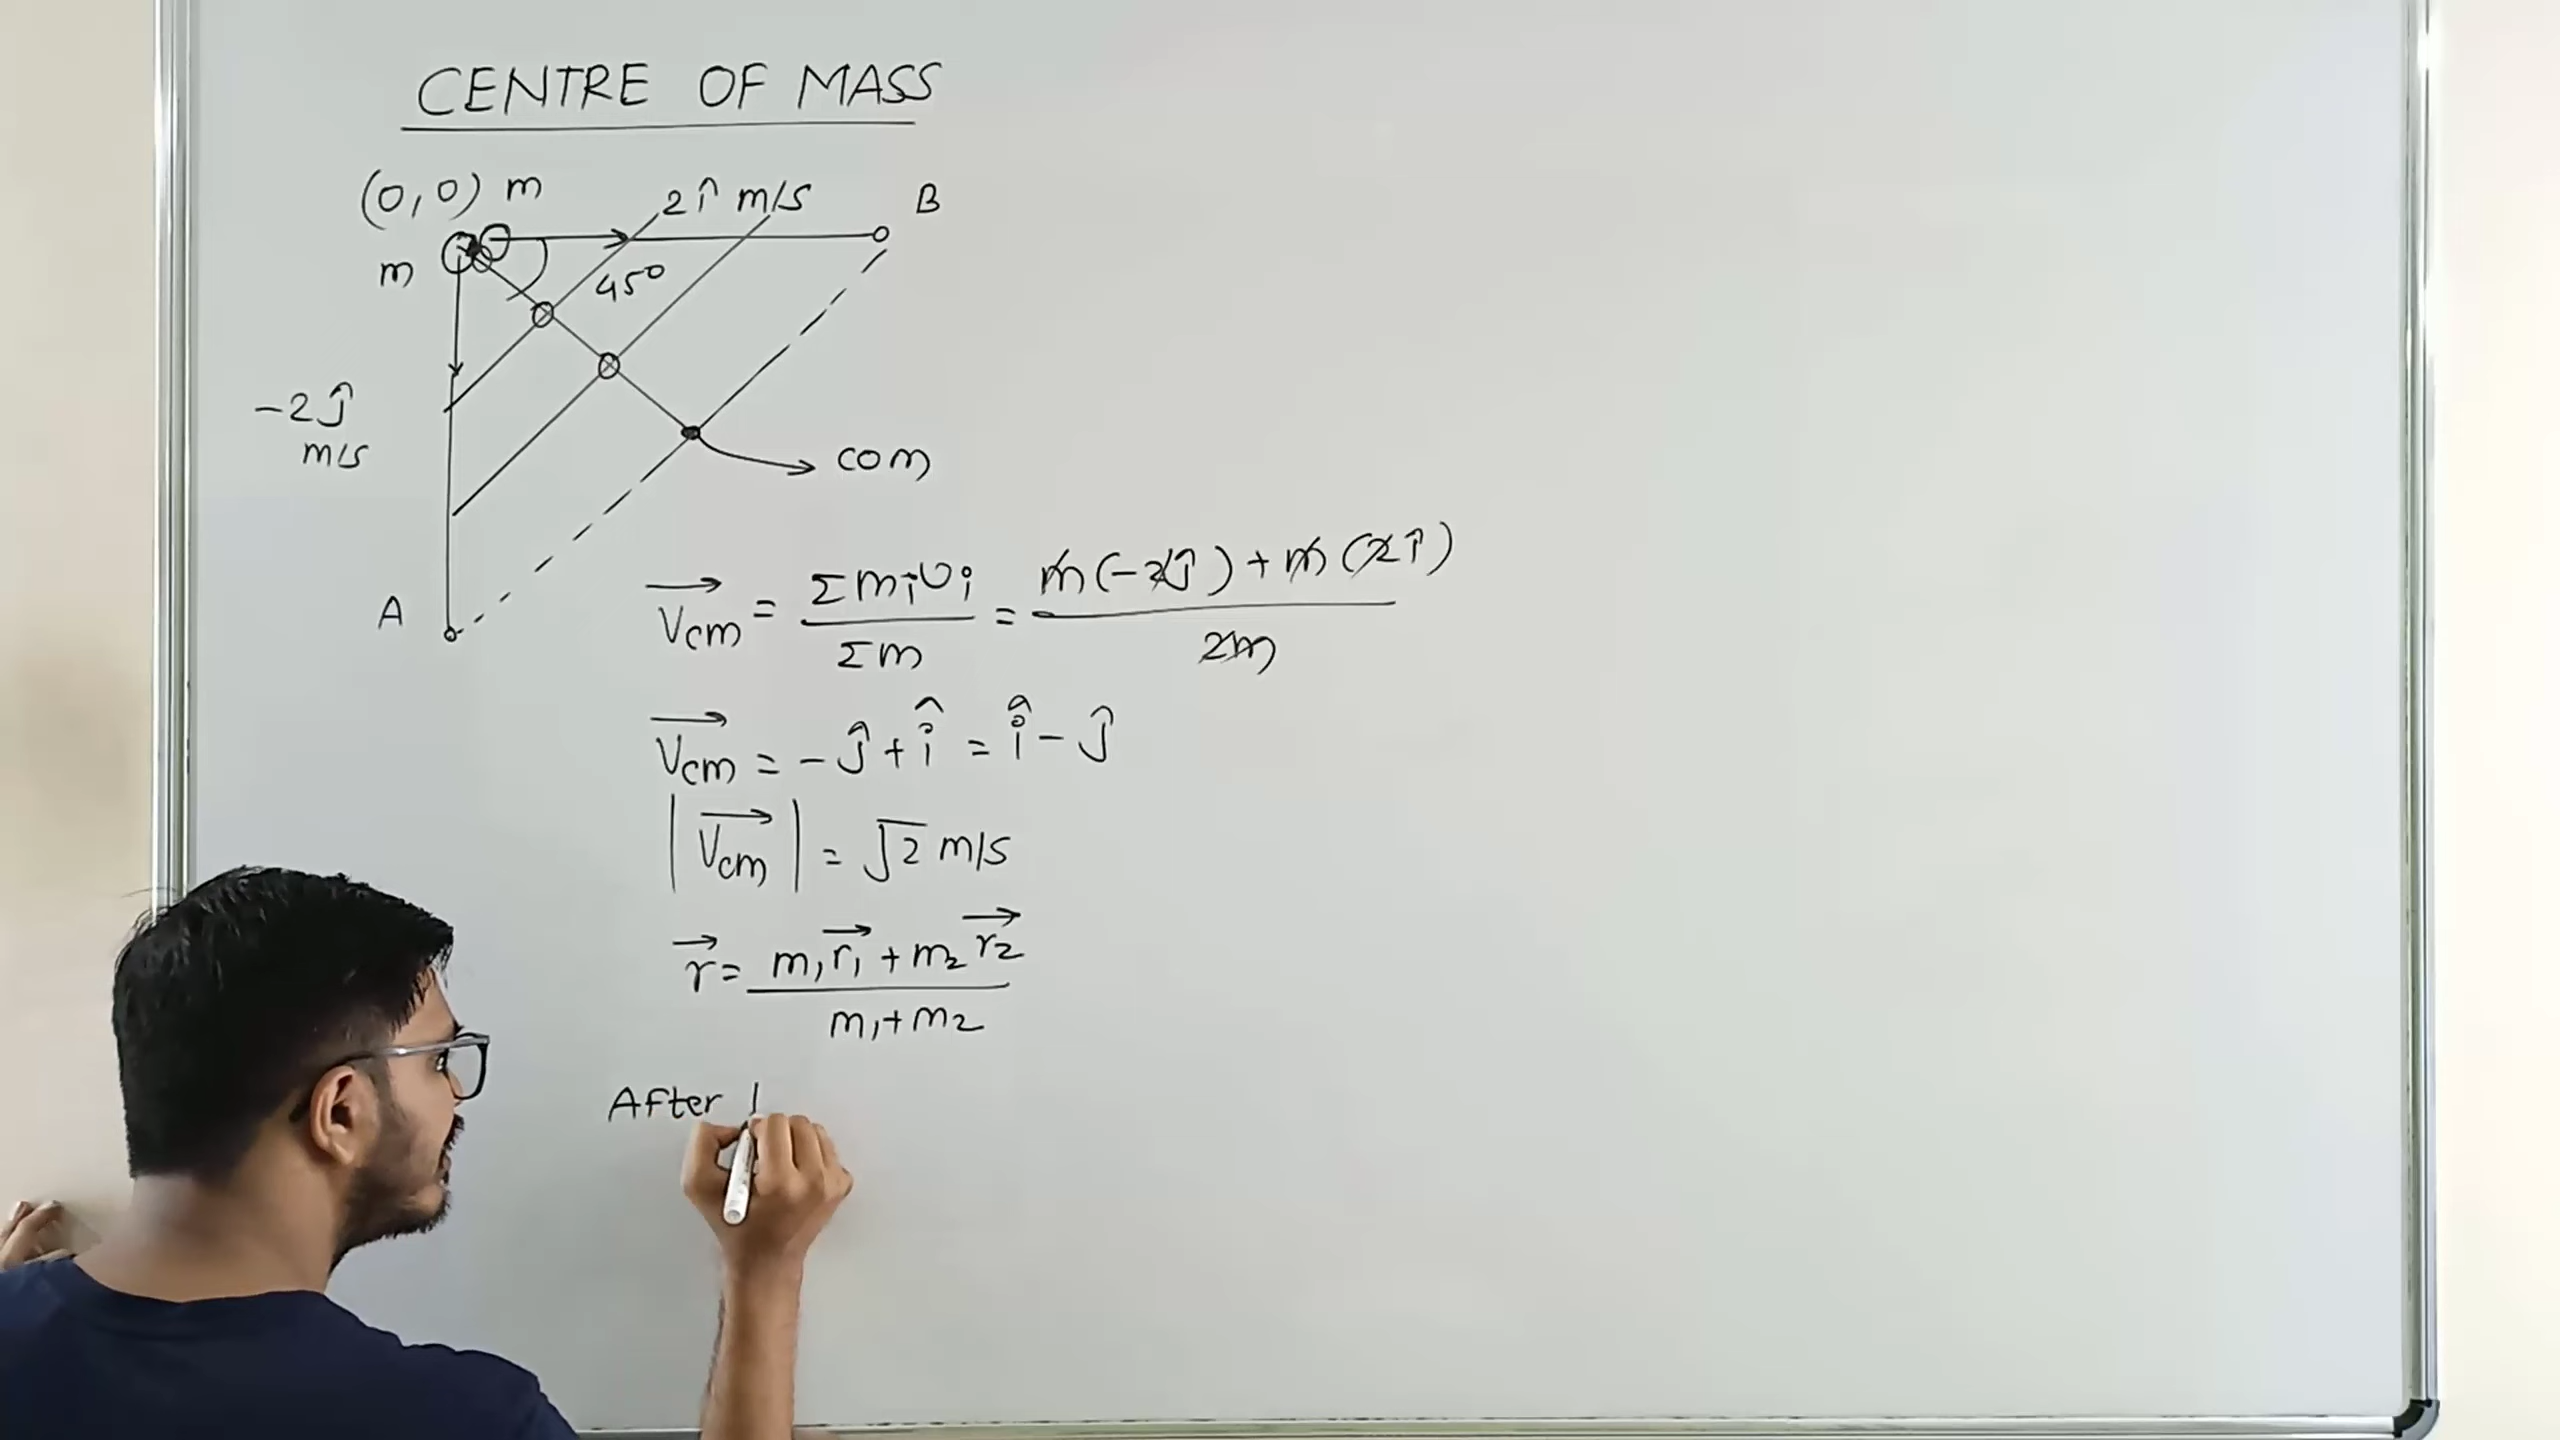 CENTRE OF MASS
(0,0) m
2î m/s
B
m
45°
-2ĵ
m/s
com
A
V⃗cm = Σmᵢvᵢ / Σm = m(-2ĵ) + m(2î) / 2m
V⃗cm = -ĵ + î = î - ĵ
|V⃗cm| = √2 m/s
r⃗ = m₁r⃗₁ + m₂r⃗₂ / m₁+m₂
After